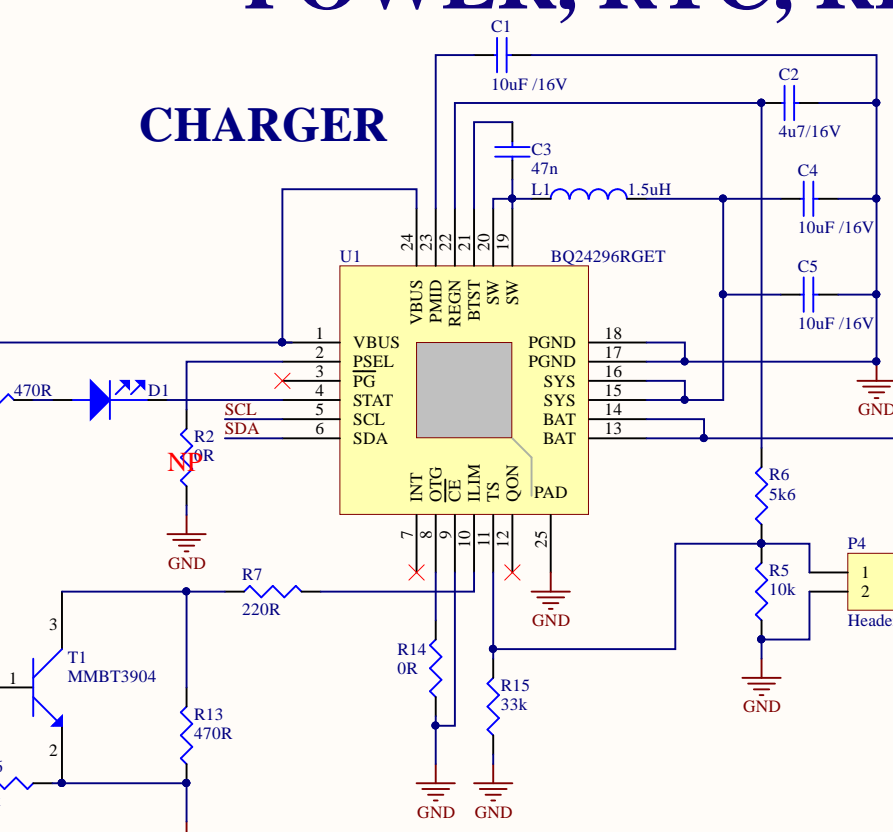 POWER, RTC, RE
C1
10uF /16V
C2
4u7/16V
CHARGER
C3
47n
L1 1.5uH
C4
10uF /16V
C5
10uF /16V
24 23 22 21 20 19
U1 BQ24296RGET
VBUS PMID REGN BTST SW SW
1 VBUS PGND 18
2 PSEL PGND 17
3 PG SYS 16
4 STAT SYS 15
5 SCL BAT 14
6 SDA BAT 13
470R D1
SCL
SDA
GND
R2
0R
NP
GND
INT OTG CE ILIM TS QON PAD
7 8 9 10 11 12 25
GND
R6
5k6
R5
10k
P4
1
2
Heade
GND
R7
220R
3
T1
MMBT3904
1
2
R13
470R
R14
0R
R15
33k
GND
GND